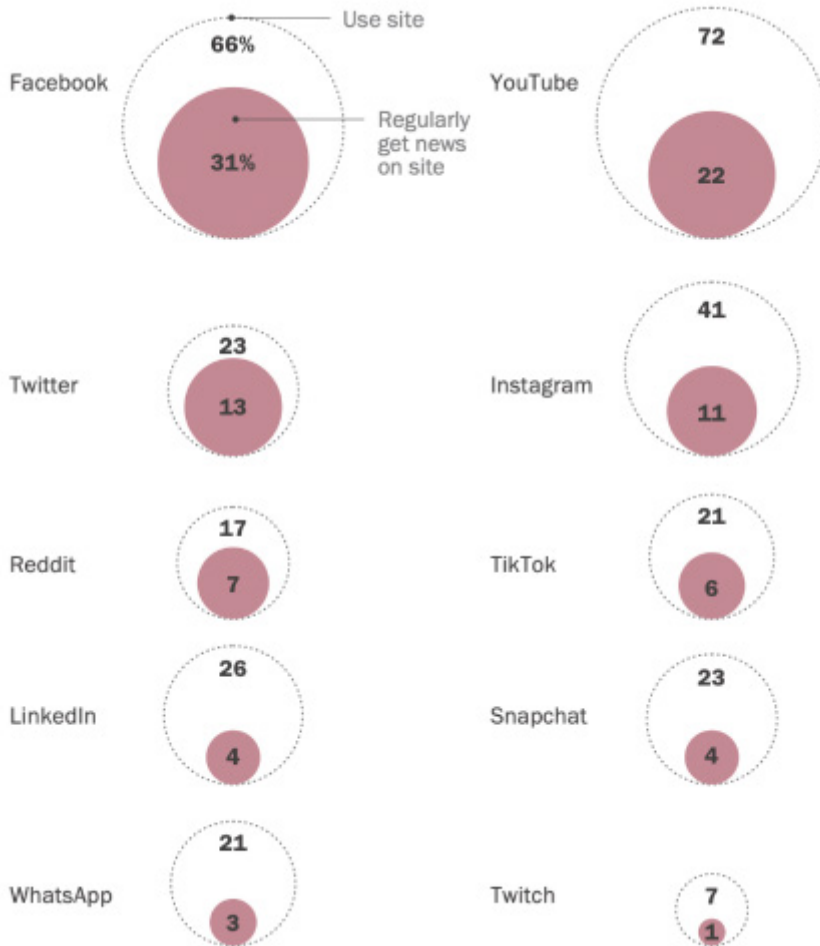 Use site
66%
Facebook
Regularly
get news
on site
31%
72
YouTube
22
23
Twitter
13
41
Instagram
11
17
Reddit
7
21
TikTok
6
26
LinkedIn
4
23
Snapchat
4
21
WhatsApp
3
7
Twitch
1